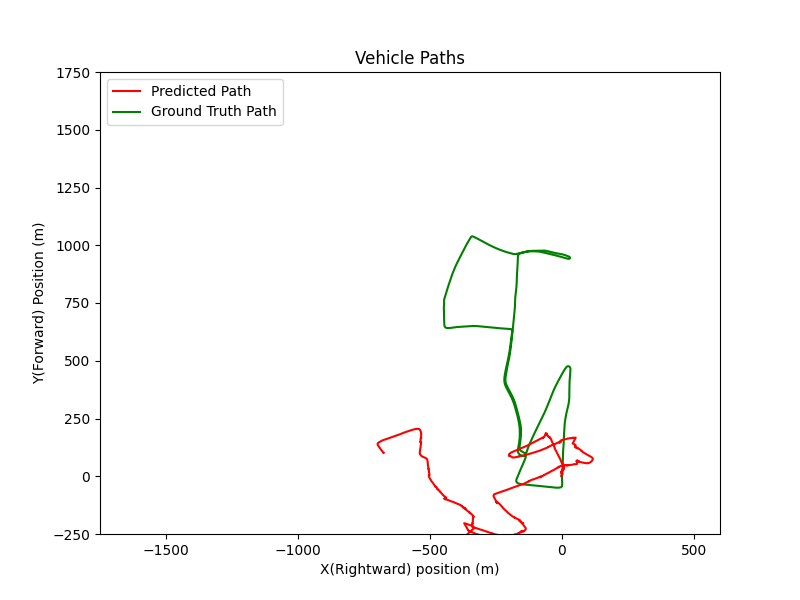 Vehicle Paths
Predicted Path
Ground Truth Path
1750
1500
1250
1000
750
500
250
0
−250
Y(Forward) Position (m)
−1500
−1000
−500
0
500
X(Rightward) position (m)